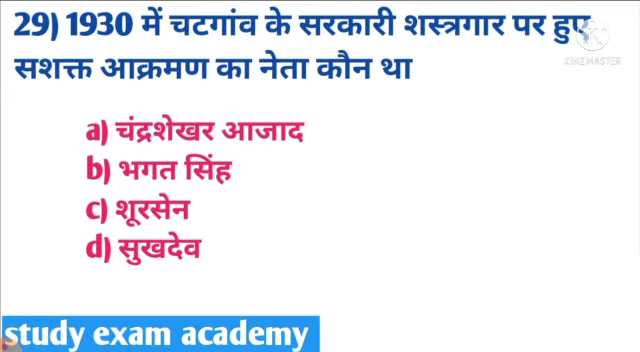 29) 1930 में चटगांव के सरकारी शस्त्रगार पर हुए
KINEMASTER
सशक्त आक्रमण का नेता कौन था
a) चंद्रशेखर आजाद
b) भगत सिंह
c) शूरसेन
d) सुखदेव
study exam academy